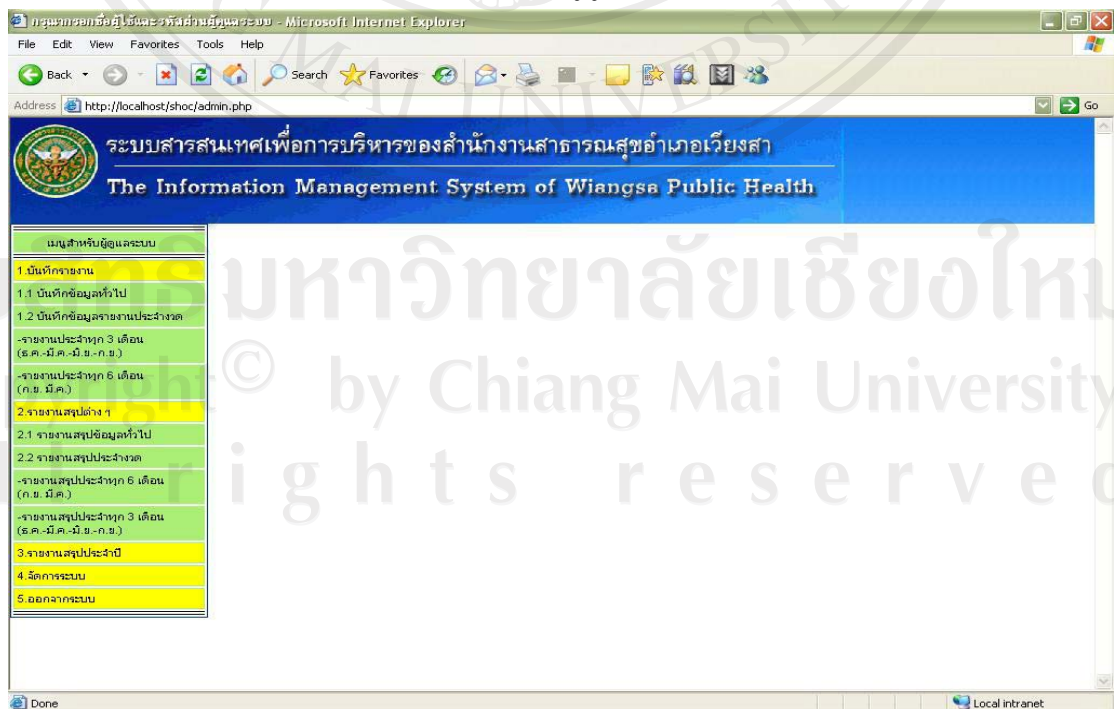 กรุณากรอกชื่อผู้ใช้และรหัสผ่านผู้ดูแลระบบ - Microsoft Internet Explorer
File Edit View Favorites Tools Help
Back Search Favorites
Address http://localhost/shoc/admin.php Go
ระบบสารสนเทศเพื่อการบริหารของสำนักงานสาธารณสุขอำเภอเวียงสา
The Information Management System of Wiangsa Public Health
เมนูสำหรับผู้ดูแลระบบ
1.บันทึกรายงาน
1.1 บันทึกข้อมูลทั่วไป
1.2 บันทึกข้อมูลรายงานประจำงวด
-รายงานประจำทุก 3 เดือน
(ธ.ค.-มี.ค.-มิ.ย.-ก.ย.)
-รายงานประจำทุก 6 เดือน
(ก.ย. มี.ค.)
2.รายงานสรุปต่าง ๆ
2.1 รายงานสรุปข้อมูลทั่วไป
2.2 รายงานสรุปประจำงวด
-รายงานสรุปประจำทุก 6 เดือน
(ก.ย. มี.ค.)
-รายงานสรุปประจำทุก 3 เดือน
(ธ.ค.-มี.ค.-มิ.ย.-ก.ย.)
3.รายงานสรุปประจำปี
4.จัดการระบบ
5.ออกจากระบบ
มหาวิทยาลัยเชียงใหม่
© by Chiang Mai University
rights reserved
Done Local intranet